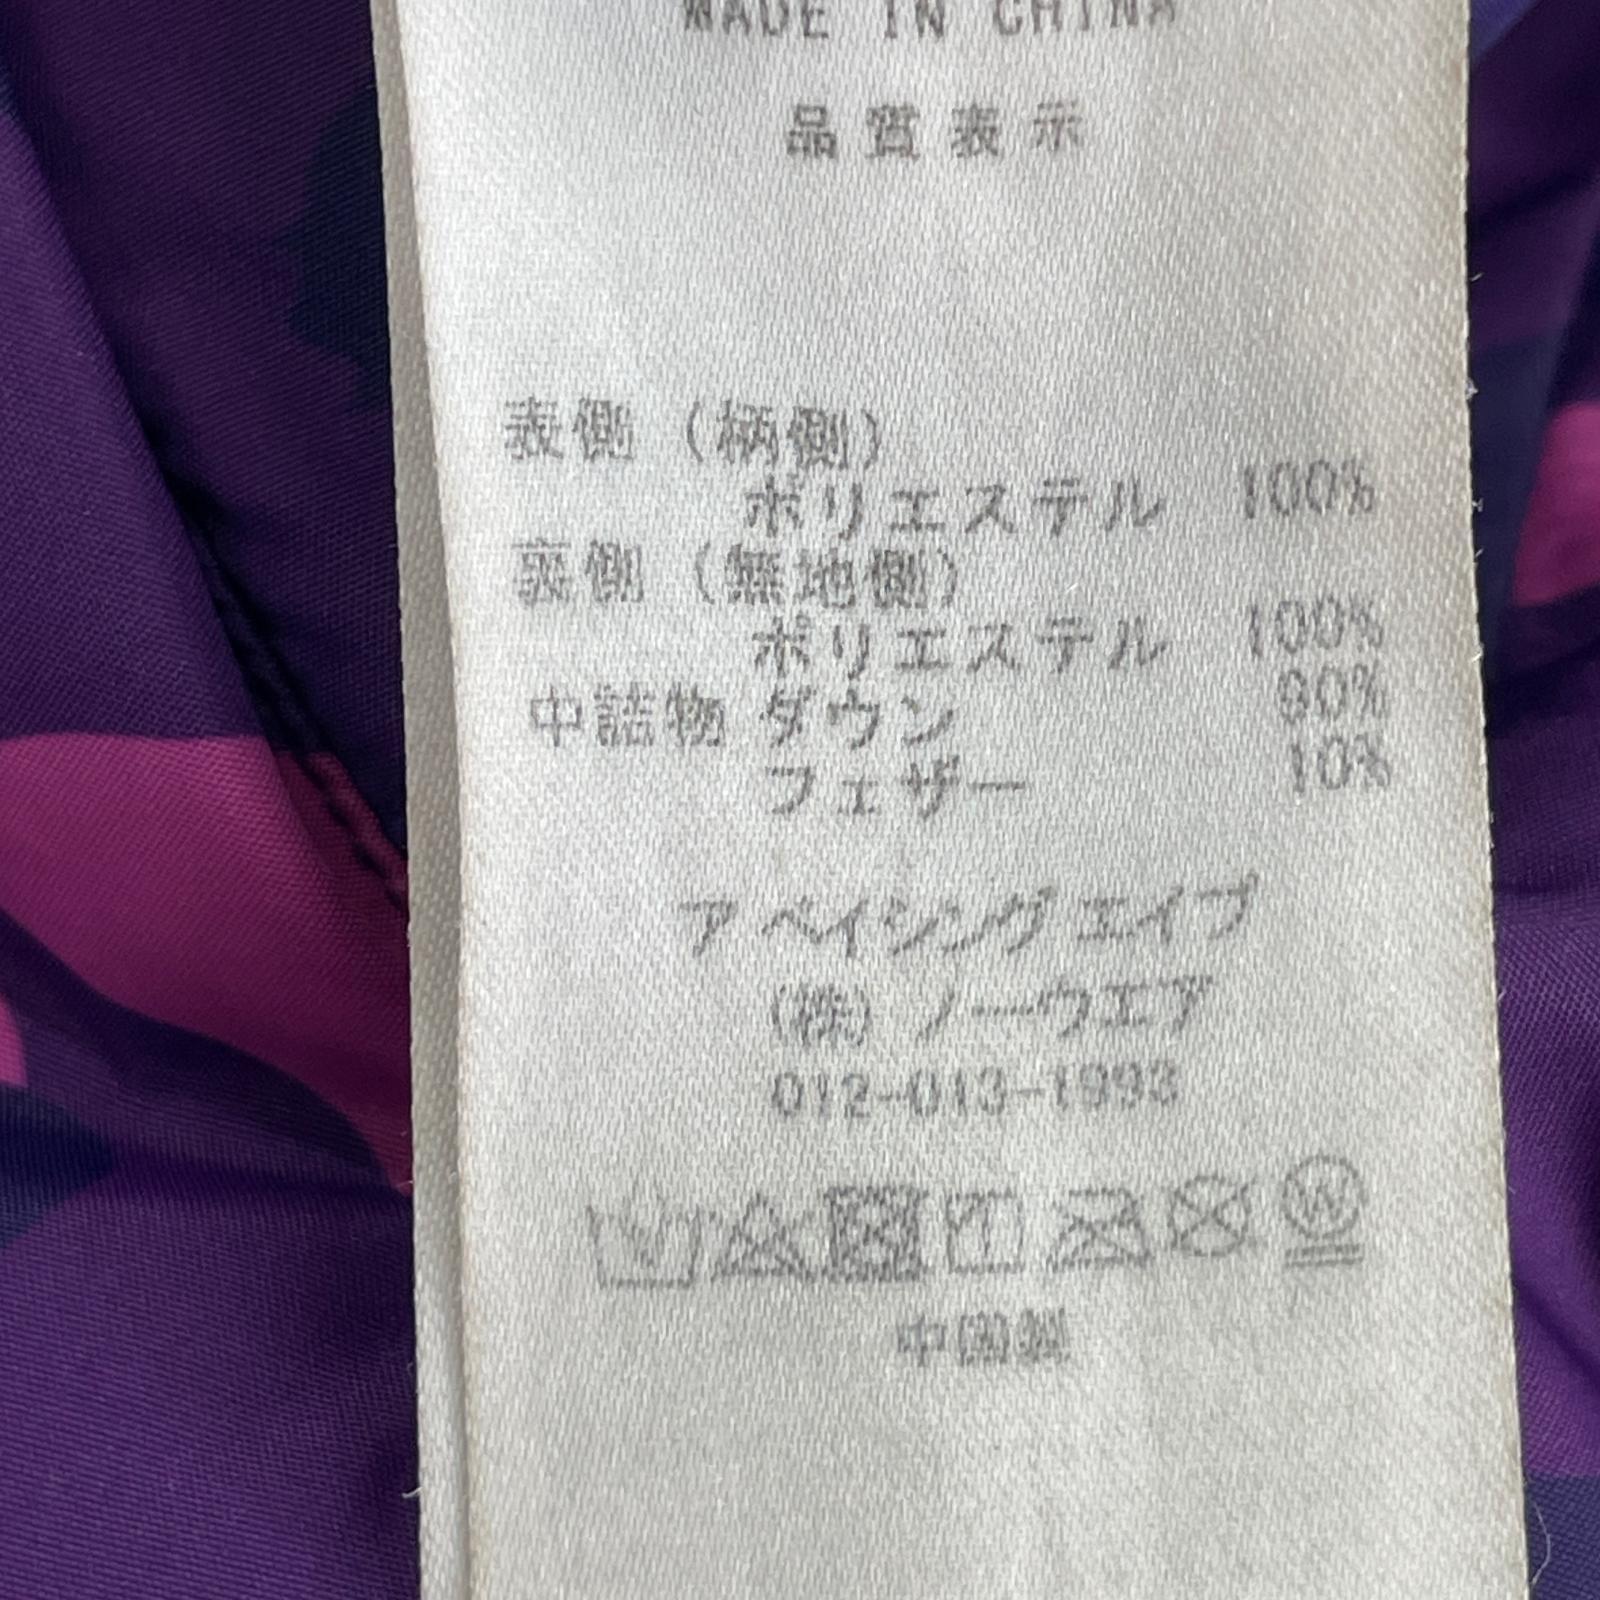 MADE IN CHINA
品質表示
表側（柄側）
ポリエステル 100%
裏側（無地側）
ポリエステル 100%
中詰物 ダウン 90%
フェザー 10%
アベイシングエイプ
(株) ノーウエア
012-013-1993
W
中国製